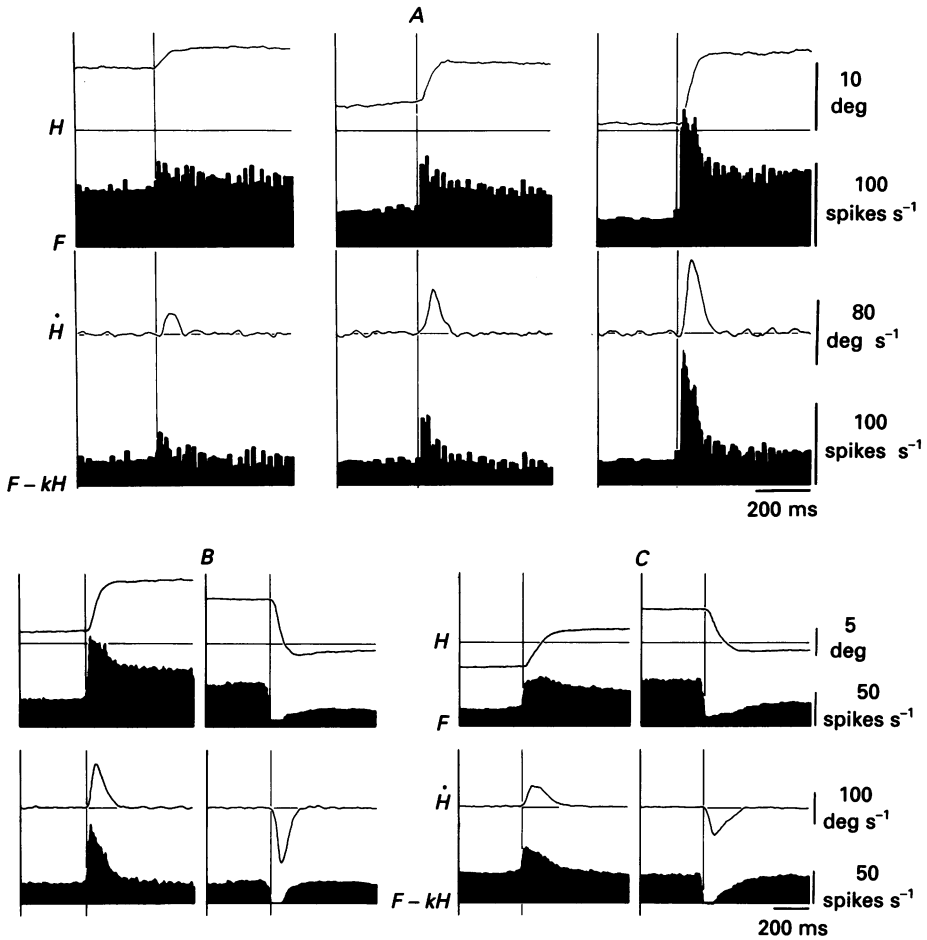 A
10
deg
H
100
spikes s⁻¹
F
Ḣ
80
deg s⁻¹
100
spikes s⁻¹
F – kH
200 ms
B
C
H
5
deg
50
spikes s⁻¹
F
Ḣ
100
deg s⁻¹
50
spikes s⁻¹
F – kH
200 ms